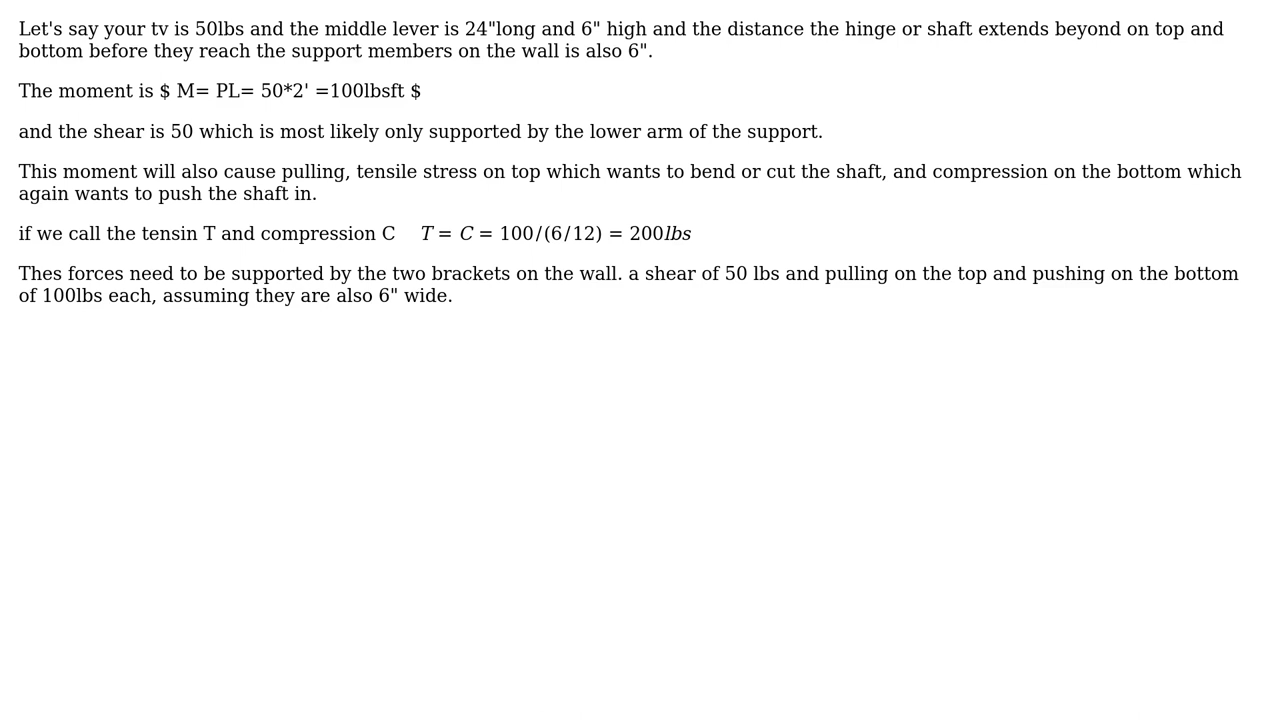 Let's say your tv is 50lbs and the middle lever is 24"long and 6" high and the distance the hinge or shaft extends beyond on top and
bottom before they reach the support members on the wall is also 6".
The moment is $ M= PL= 50*2' =100lbsft $
and the shear is 50 which is most likely only supported by the lower arm of the support.
This moment will also cause pulling, tensile stress on top which wants to bend or cut the shaft, and compression on the bottom which
again wants to push the shaft in.
if we call the tensin T and compression C T = C = 100/(6/12) = 200lbs
Thes forces need to be supported by the two brackets on the wall. a shear of 50 lbs and pulling on the top and pushing on the bottom
of 100lbs each, assuming they are also 6" wide.